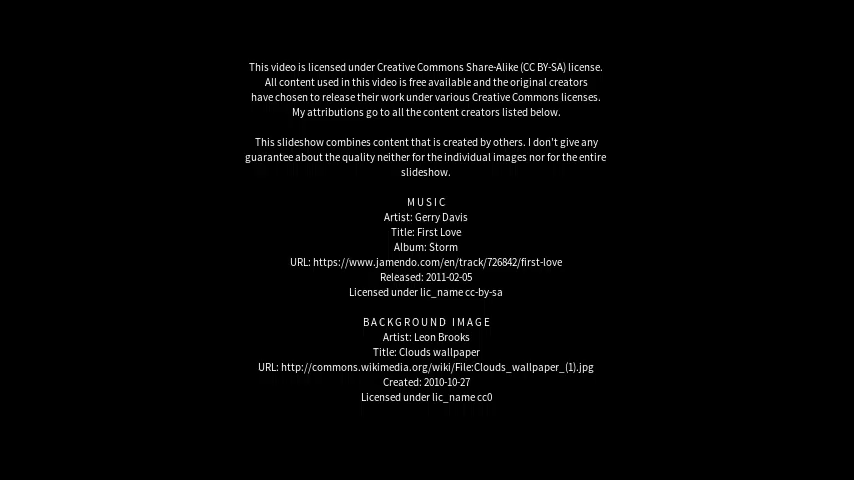 This video is licensed under Creative Commons Share-Alike (CC BY-SA) license.
All content used in this video is free available and the original creators
have chosen to release their work under various Creative Commons licenses.
My attributions go to all the content creators listed below.
This slideshow combines content that is created by others. I don't give any
guarantee about the quality neither for the individual images nor for the entire
slideshow.
MUSIC
Artist: Gerry Davis
Title: First Love
Album: Storm
URL: https://www.jamendo.com/en/track/726842/first-love
Released: 2011-02-05
Licensed under lic_name cc-by-sa
BACKGROUND IMAGE
Artist: Leon Brooks
Title: Clouds wallpaper
URL: http://commons.wikimedia.org/wiki/File:Clouds_wallpaper_(1).jpg
Created: 2010-10-27
Licensed under lic_name cc0